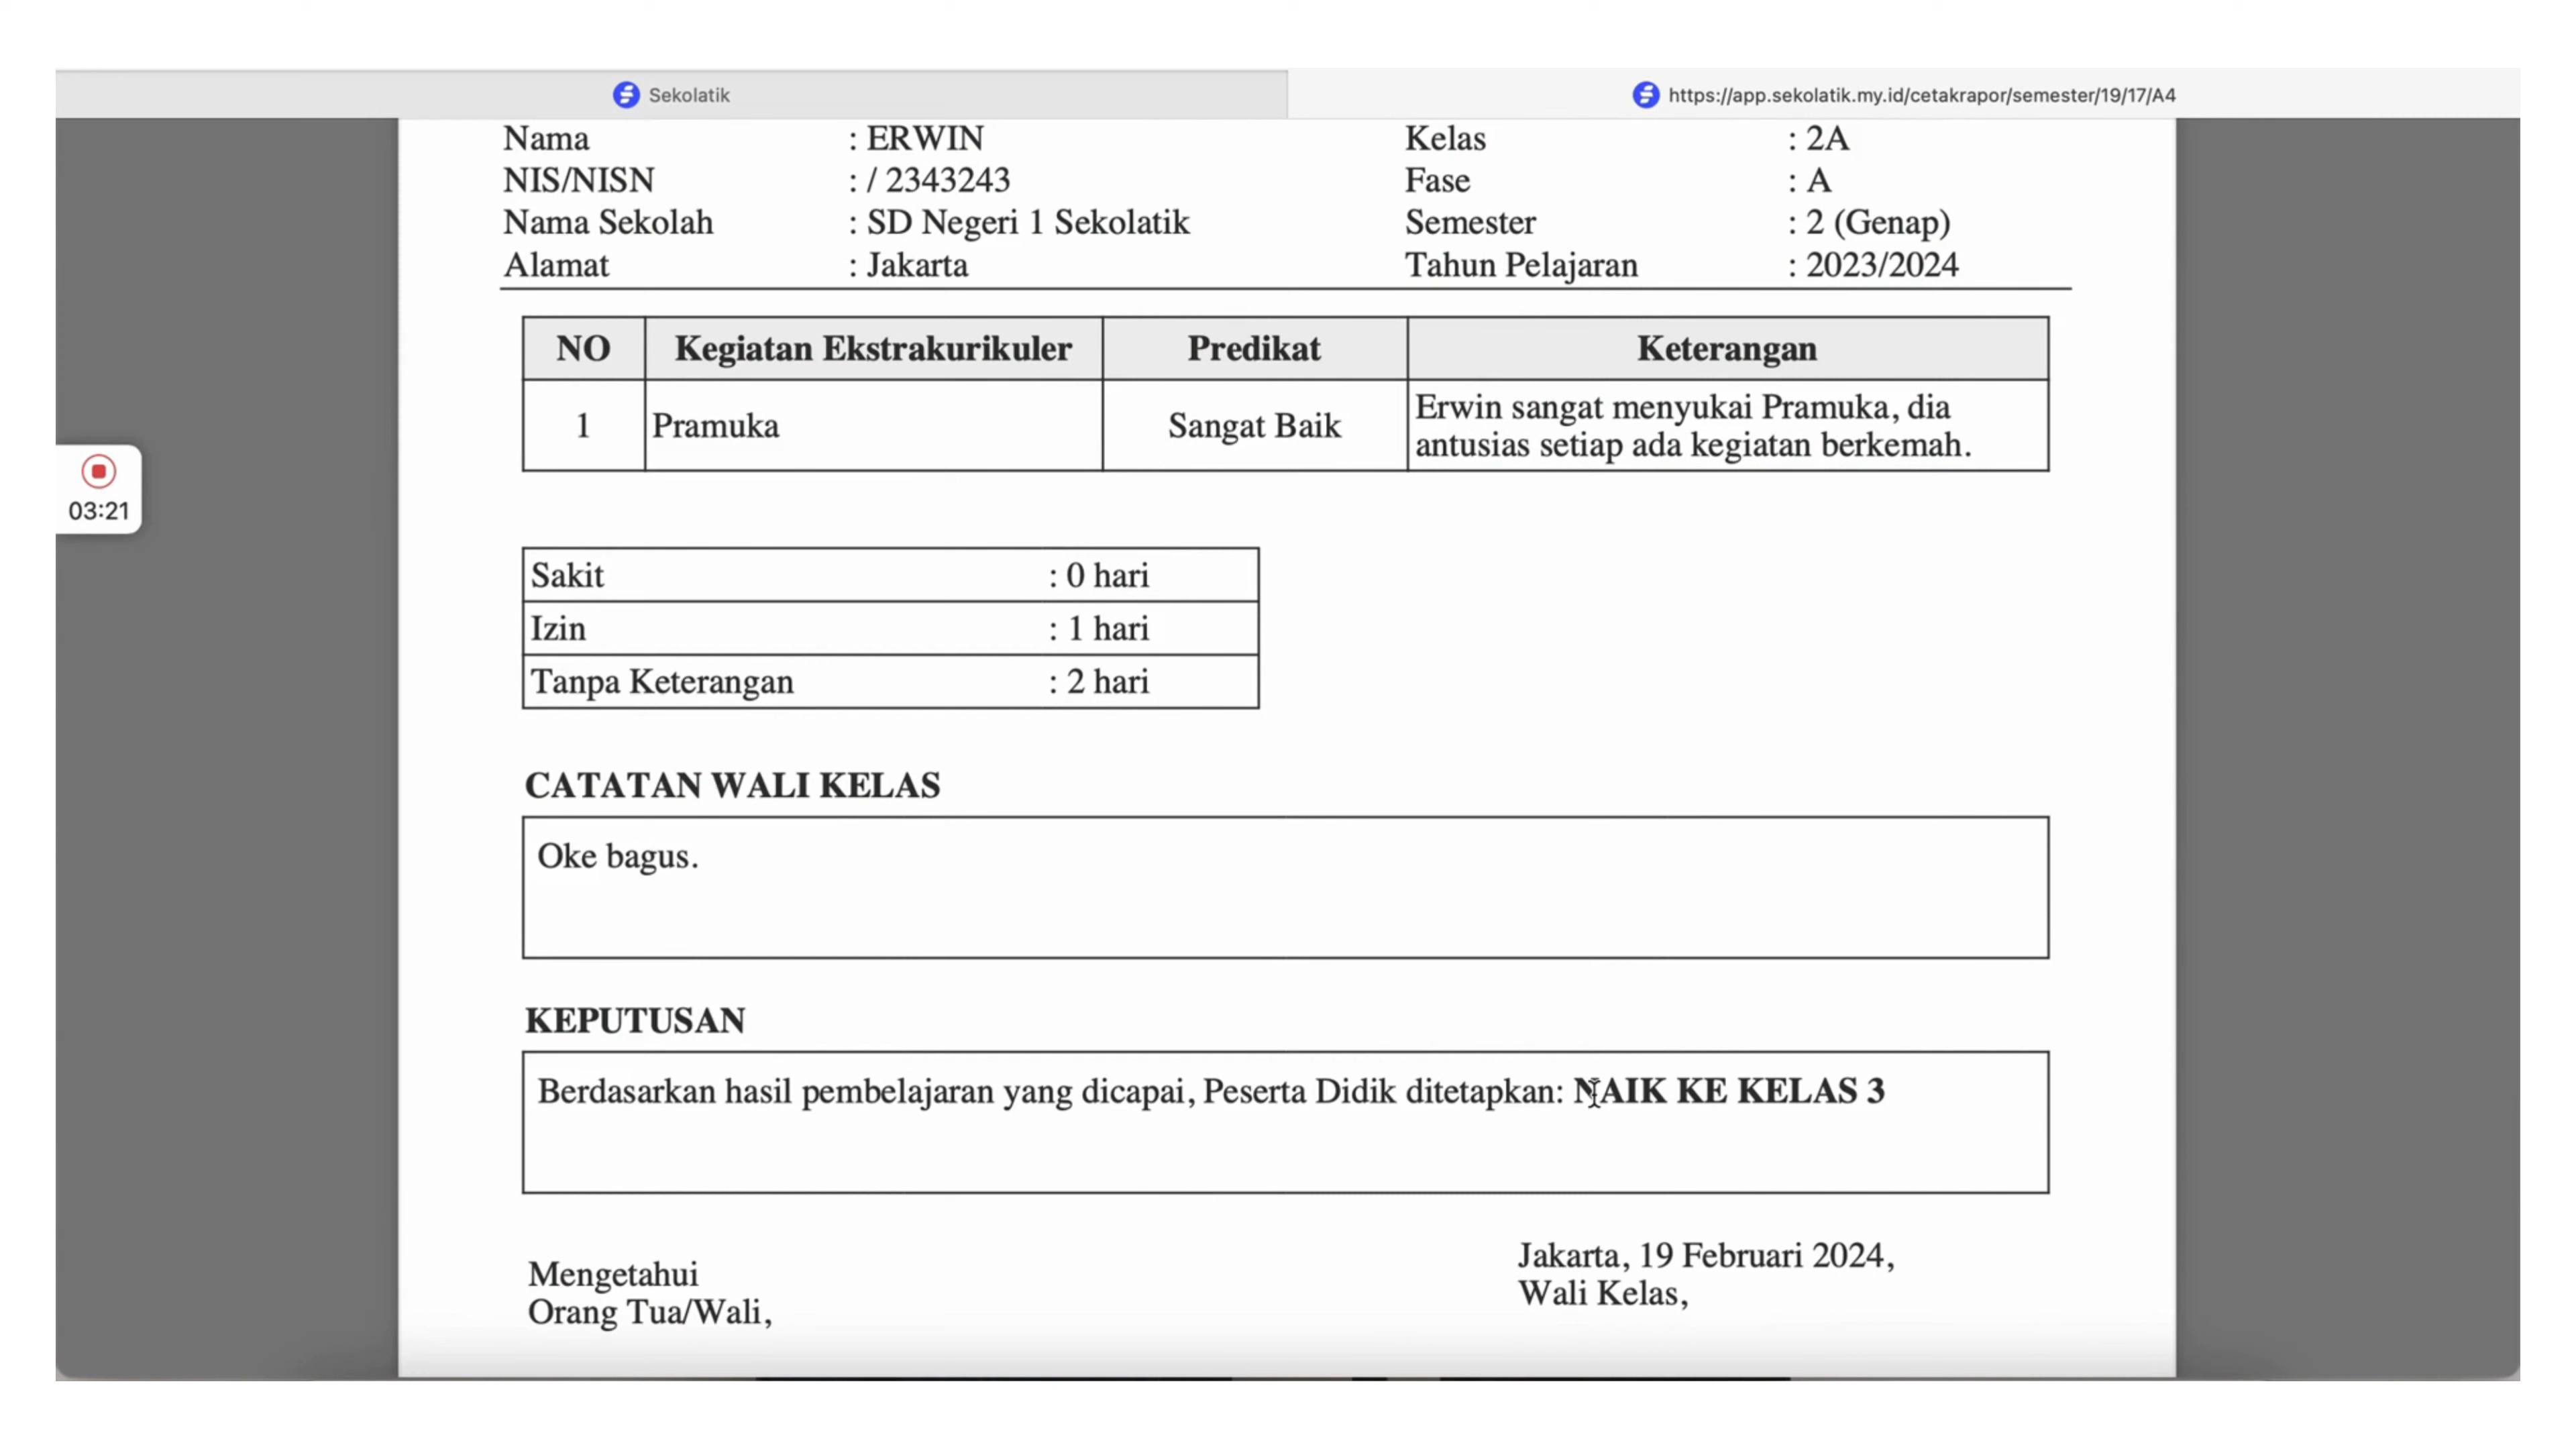 Sekolatik
https://app.sekolatik.my.id/cetakrapor/semester/19/17/A4
Nama : ERWIN Kelas : 2A
NIS/NISN : / 2343243 Fase : A
Nama Sekolah : SD Negeri 1 Sekolatik Semester : 2 (Genap)
Alamat : Jakarta Tahun Pelajaran : 2023/2024
NO Kegiatan Ekstrakurikuler Predikat Keterangan
1 Pramuka Sangat Baik Erwin sangat menyukai Pramuka, dia
antusias setiap ada kegiatan berkemah.
03:21
Sakit : 0 hari
Izin : 1 hari
Tanpa Keterangan : 2 hari
CATATAN WALI KELAS
Oke bagus.
KEPUTUSAN
Berdasarkan hasil pembelajaran yang dicapai, Peserta Didik ditetapkan: NAIK KE KELAS 3
Mengetahui
Orang Tua/Wali,
Jakarta, 19 Februari 2024,
Wali Kelas,